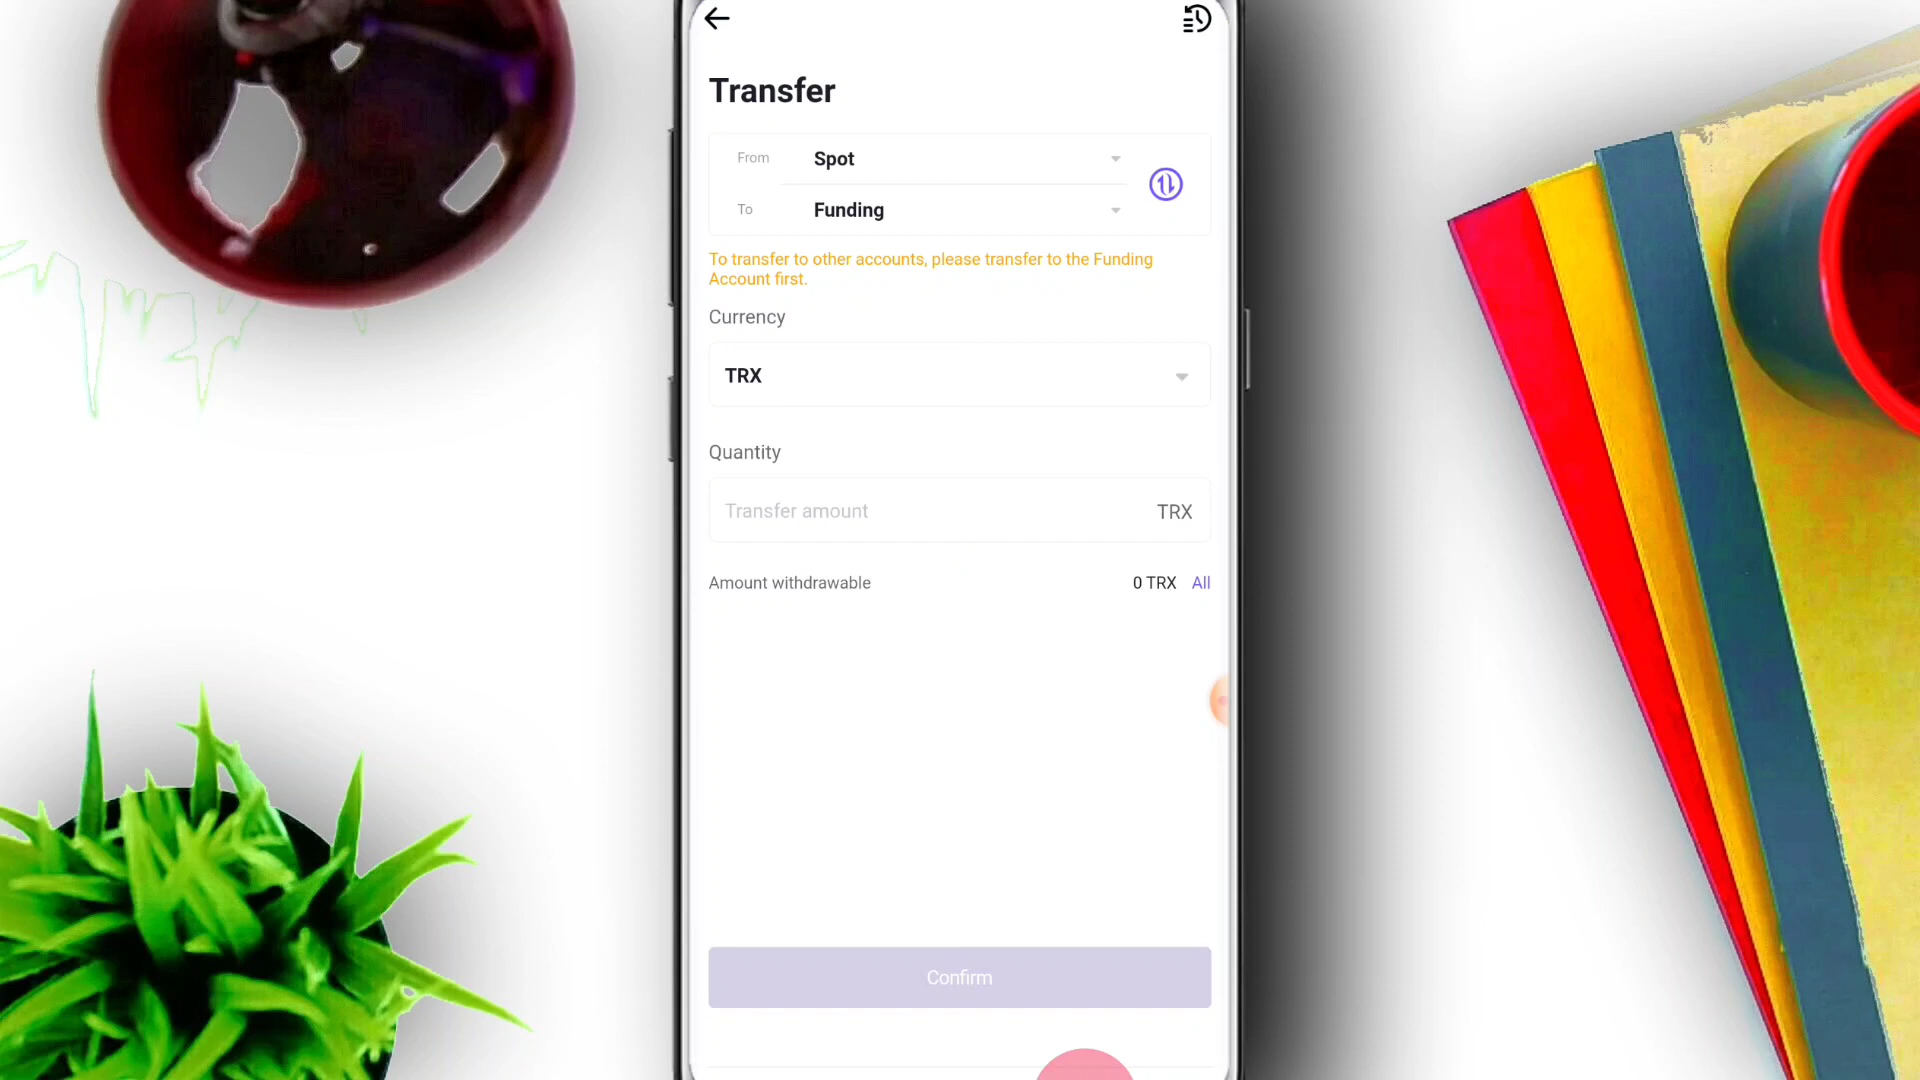 Transfer
From Spot
To Funding
To transfer to other accounts, please transfer to the Funding
Account first.
Currency
TRX
Quantity
Transfer amount TRX
Amount withdrawable 0 TRX All
Confirm